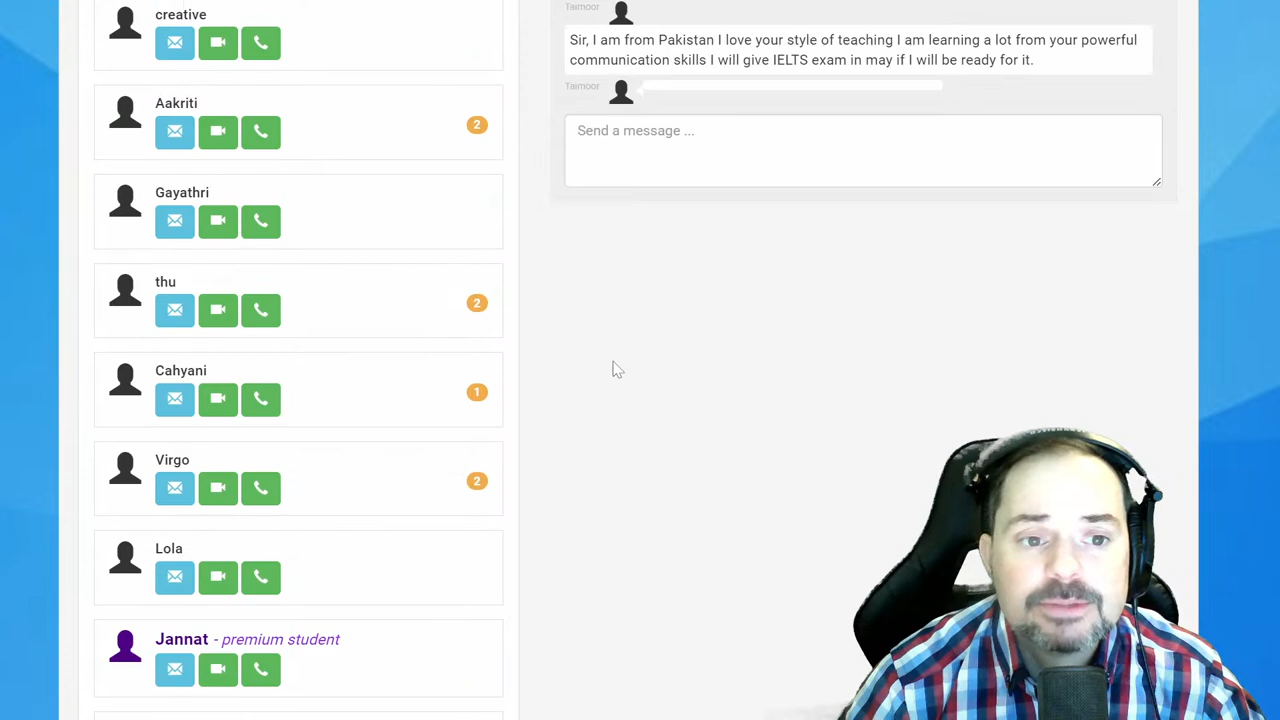 creative
Aakriti
2
Gayathri
thu
2
Cahyani
1
Virgo
2
Lola
Jannat - premium student
Taimoor
Sir, I am from Pakistan I love your style of teaching I am learning a lot from your powerful
communication skills I will give IELTS exam in may if I will be ready for it.
Taimoor
Send a message ...